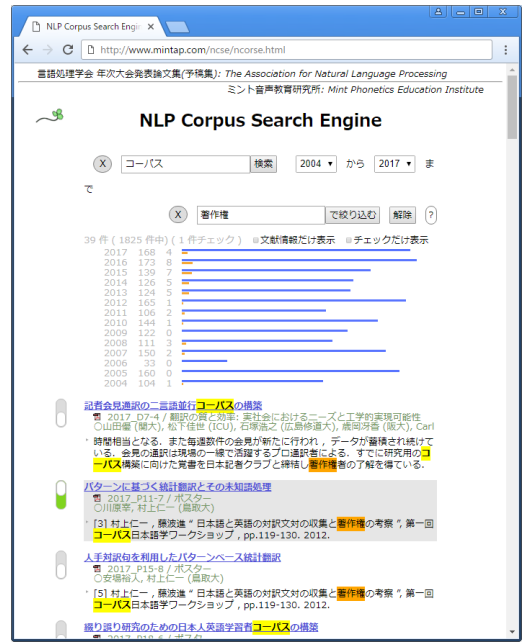 NLP Corpus Search Engi
http://www.mintap.com/ncse/ncorse.html
言語処理学会 年次大会発表論文集(予稿集): The Association for Natural Language Processing
ミント音声教育研究所: Mint Phonetics Education Institute
NLP Corpus Search Engine
X コーパス 検索 2004 から 2017 ま
で
X 著作権 で絞り込む 解除 ?
39 件 ( 1825 件中) ( 1 件チェック ) 文献情報だけ表示 チェックだけ表示
2017 168 4
2016 173 8
2015 139 7
2014 126 5
2013 124 5
2012 165 1
2011 106 2
2010 144 1
2009 122 0
2008 111 3
2007 150 2
2006 33 0
2005 160 0
2004 104 1
記者会見通訳の二言語並行コーパスの構築
2017_D7-4 / 翻訳の質と効率: 実社会におけるニーズと工学的実現可能性
○山田優 (関大), 松下佳世 (ICU), 石塚浩之 (広島修道大), 歳岡冴香 (阪大), Carl
* 時間相当となる．また毎週数件の会見が新たに行われ , データが蓄積され続けて
いる．会見の通訳は現場の一線で活躍するプロ通訳者による．すでに研究用のコ
ーパス構築に向けた覚書を日本記者クラブと締結し著作権者の了解を得ている．
パターンに基づく統計翻訳とその未知語処理
2017_P11-7 / ポスター
○川原宰, 村上仁一 (鳥取大)
* [3] 村上仁一 , 藤波進 “ 日本語と英語の対訳文対の収集と著作権の考察 ”, 第一回
コーパス日本語学ワークショップ , pp.119-130. 2012.
人手対訳句を利用したパターンベース統計翻訳
2017_P15-8 / ポスター
○安場裕人, 村上仁一 (鳥取大)
* [5] 村上仁一 , 藤波進 “ 日本語と英語の対訳文対の収集と著作権の考察 ”, 第一回
コーパス日本語学ワークショップ , pp.119-130. 2012.
綴り誤り研究のための日本人英語学習者コーパスの構築